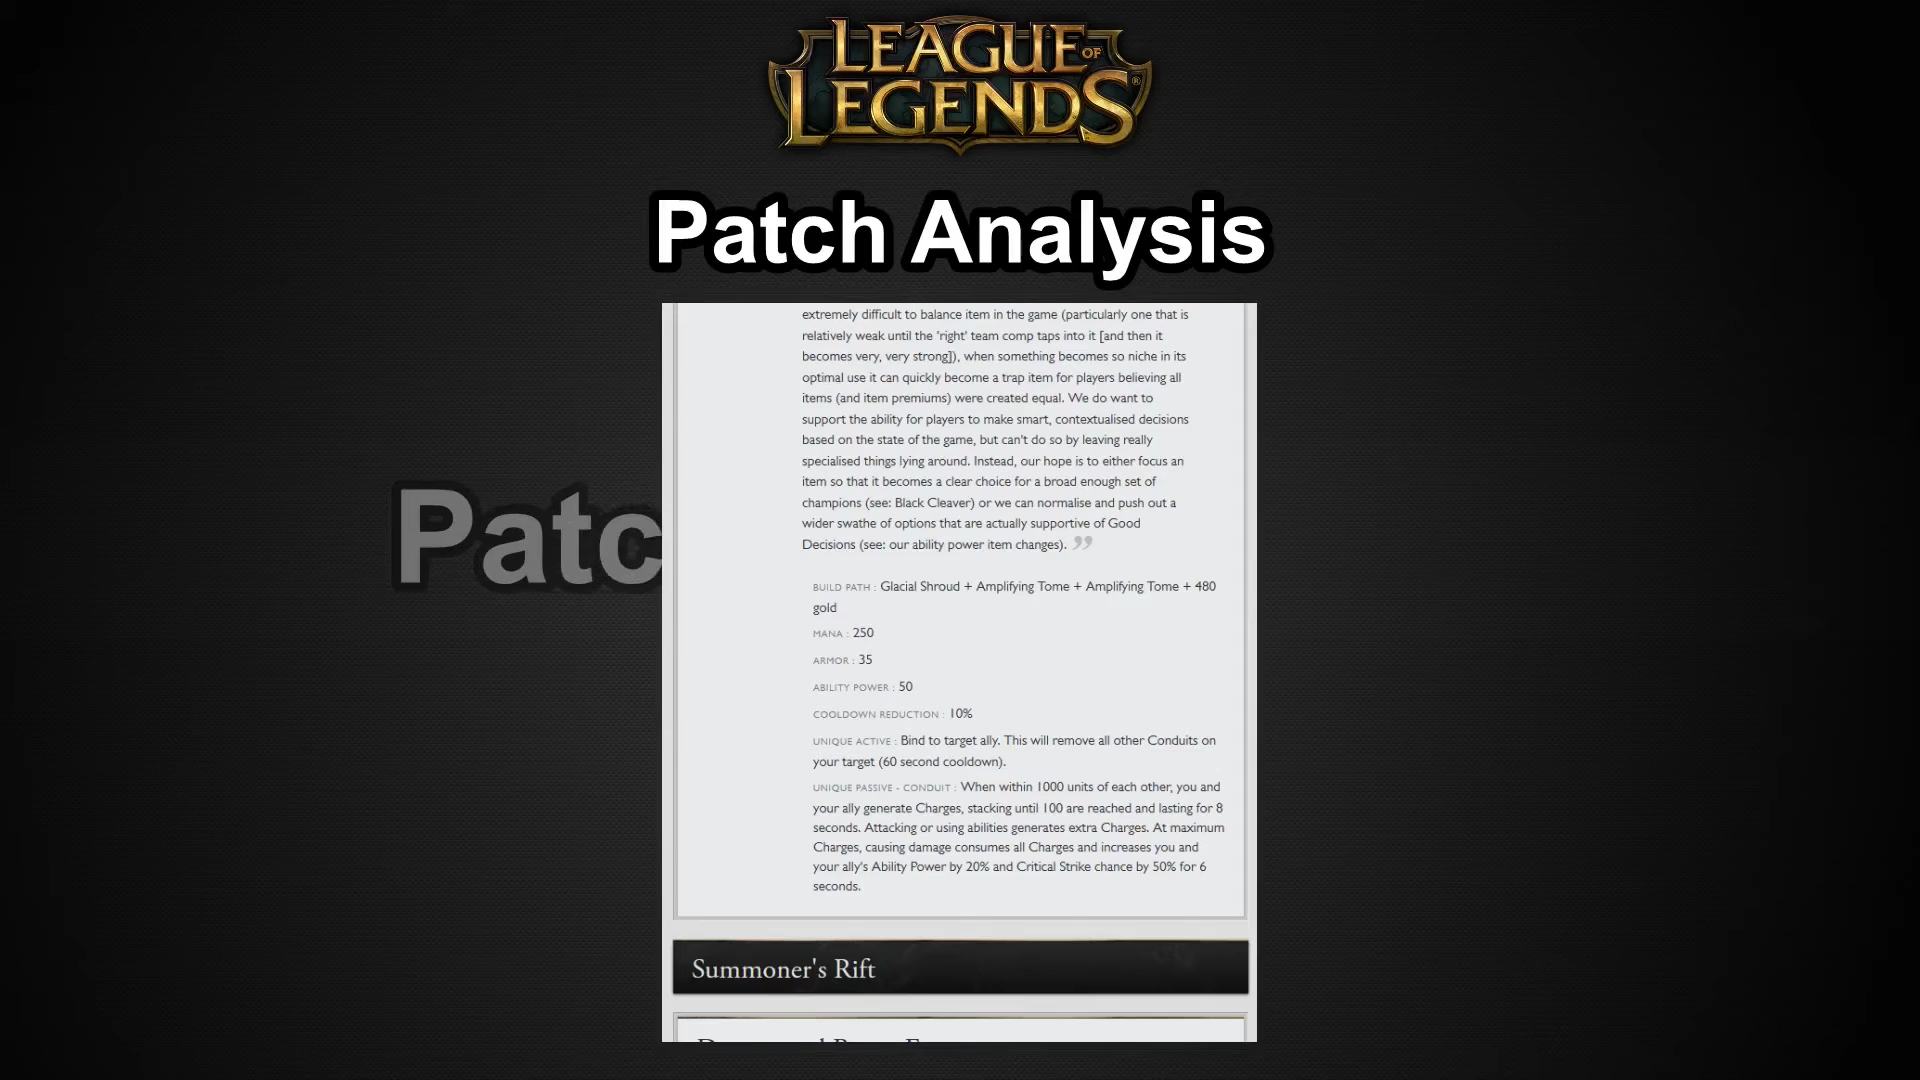 LEAGUE OF
LEGENDS®
Patch Analysis
extremely difficult to balance item in the game (particularly one that is
relatively weak until the 'right' team comp taps into it [and then it
becomes very, very strong]), when something becomes so niche in its
optimal use it can quickly become a trap item for players believing all
items (and item premiums) were created equal. We do want to
support the ability for players to make smart, contextualised decisions
based on the state of the game, but can't do so by leaving really
specialised things lying around. Instead, our hope is to either focus an
item so that it becomes a clear choice for a broad enough set of
champions (see: Black Cleaver) or we can normalise and push out a
wider swathe of options that are actually supportive of Good
Decisions (see: our ability power item changes). ”
Patc
BUILD PATH : Glacial Shroud + Amplifying Tome + Amplifying Tome + 480
gold
MANA : 250
ARMOR : 35
ABILITY POWER : 50
COOLDOWN REDUCTION : 10%
UNIQUE ACTIVE : Bind to target ally. This will remove all other Conduits on
your target (60 second cooldown).
UNIQUE PASSIVE - CONDUIT : When within 1000 units of each other, you and
your ally generate Charges, stacking until 100 are reached and lasting for 8
seconds. Attacking or using abilities generates extra Charges. At maximum
Charges, causing damage consumes all Charges and increases you and
your ally's Ability Power by 20% and Critical Strike chance by 50% for 6
seconds.
Summoner's Rift